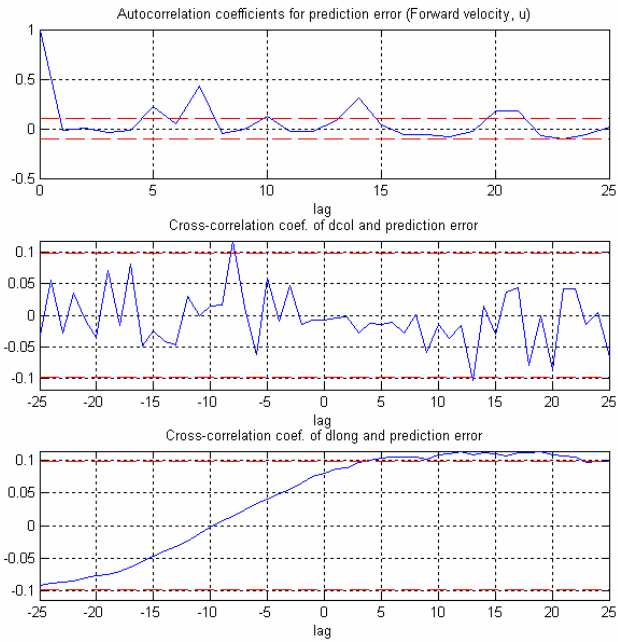 Autocorrelation coefficients for prediction error (Forward velocity, u)
1
0.5
0
-0.5
0 5 10 15 20 25
lag
Cross-correlation coef. of dcol and prediction error
0.1
0.05
0
-0.05
-0.1
-25 -20 -15 -10 -5 0 5 10 15 20 25
lag
Cross-correlation coef. of dlong and prediction error
0.1
0.05
0
-0.05
-0.1
-25 -20 -15 -10 -5 0 5 10 15 20 25
lag